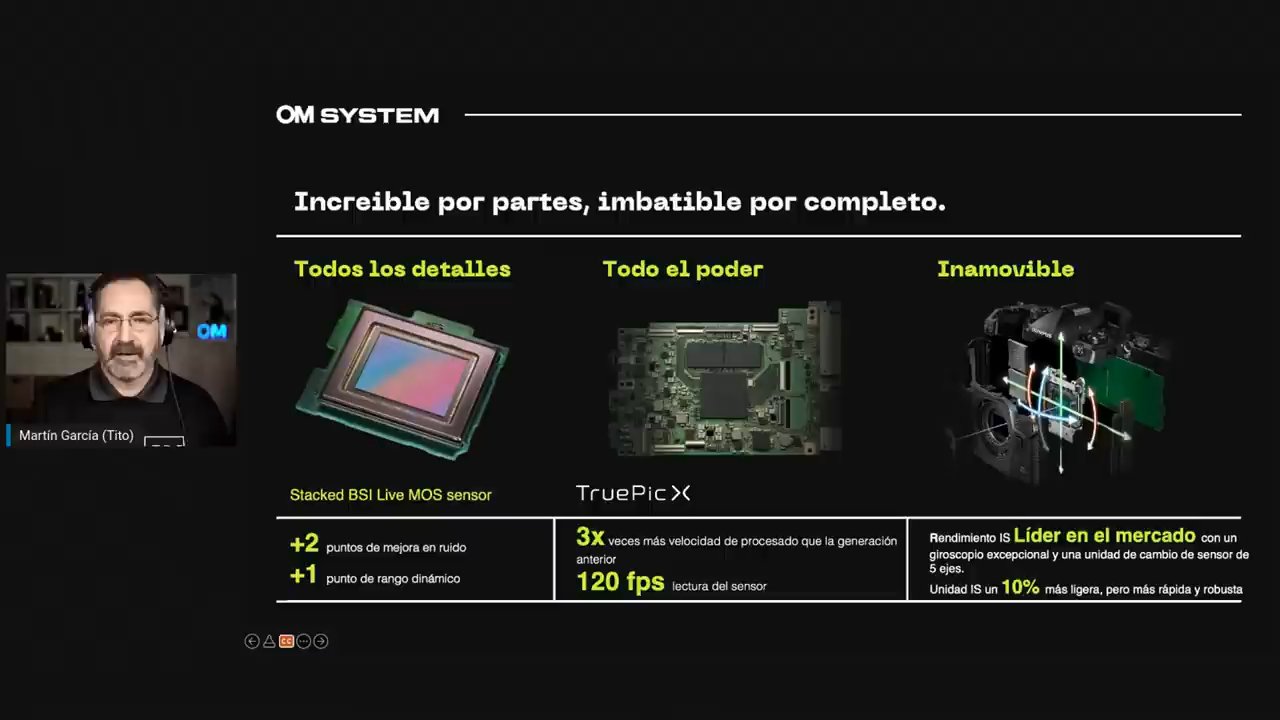 OM SYSTEM
Increible por partes, imbatible por completo.
Todos los detalles
Todo el poder
Inamovible
OM
Martín García (Tito)
OLYMPUS
Stacked BSI Live MOS sensor
TruePic X
+2 puntos de mejora en ruido
+1 punto de rango dinámico
3x veces más velocidad de procesado que la generación
anterior
120 fps lectura del sensor
Rendimiento IS Líder en el mercado con un
giroscopio excepcional y una unidad de cambio de sensor de
5 ejes.
Unidad IS un 10% más ligera, pero más rápida y robusta
CC